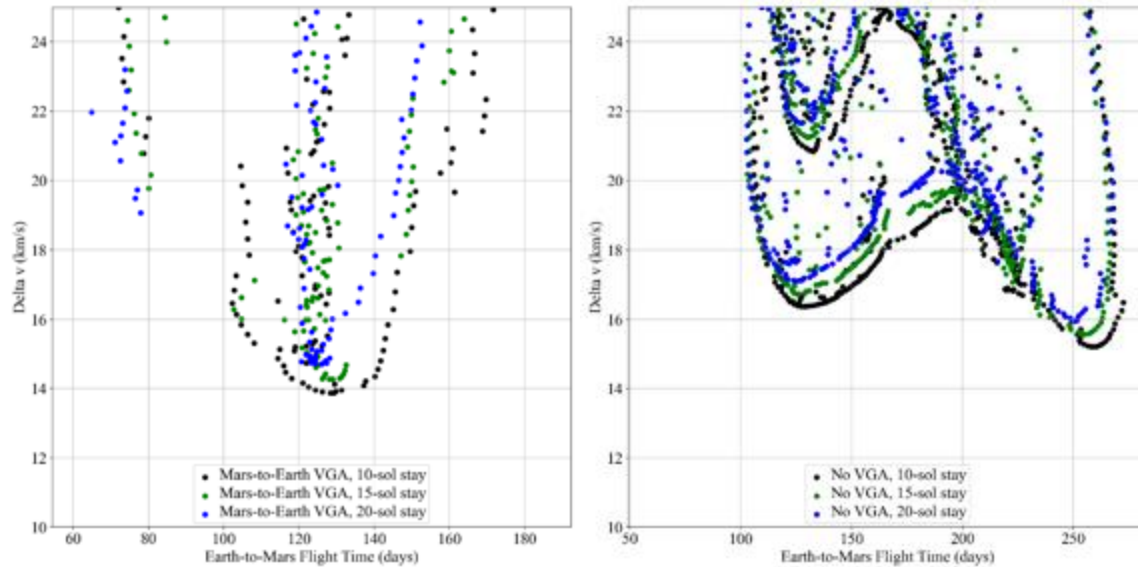 24
22
20
18
16
14
12
10
Delta v (km/s)
60 80 100 120 140 160 180
Earth-to-Mars Flight Time (days)
Mars-to-Earth VGA, 10-sol stay
Mars-to-Earth VGA, 15-sol stay
Mars-to-Earth VGA, 20-sol stay
24
22
20
18
16
14
12
10
Delta v (km/s)
50 100 150 200 250
Earth-to-Mars Flight Time (days)
No VGA, 10-sol stay
No VGA, 15-sol stay
No VGA, 20-sol stay